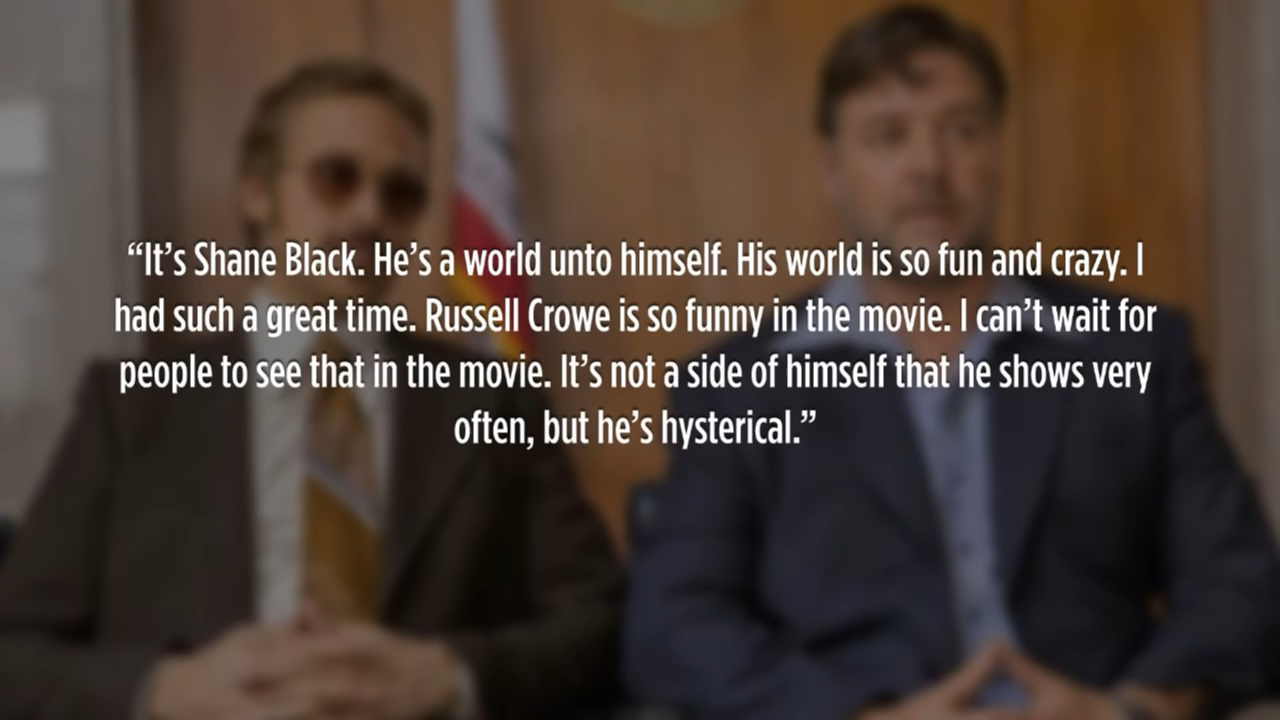 “It’s Shane Black. He’s a world unto himself. His world is so fun and crazy. I
had such a great time. Russell Crowe is so funny in the movie. I can’t wait for
people to see that in the movie. It’s not a side of himself that he shows very
often, but he’s hysterical.”